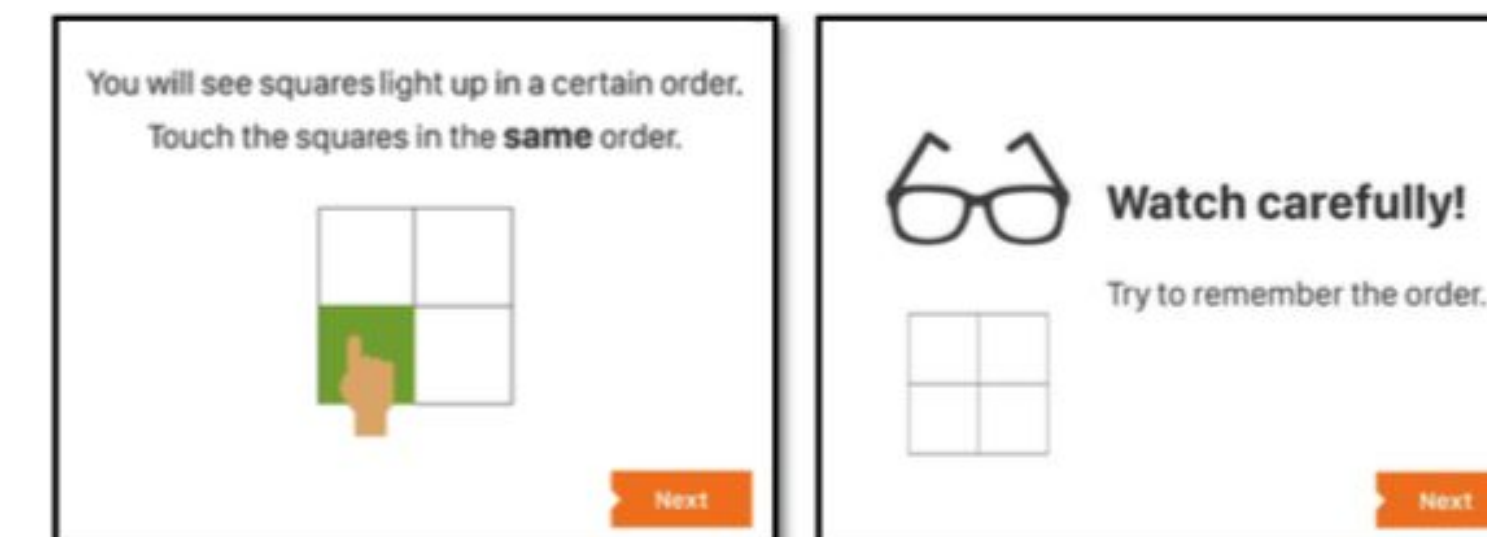 You will see squares light up in a certain order.
Touch the squares in the same order.
Next
Watch carefully!
Try to remember the order.
Next